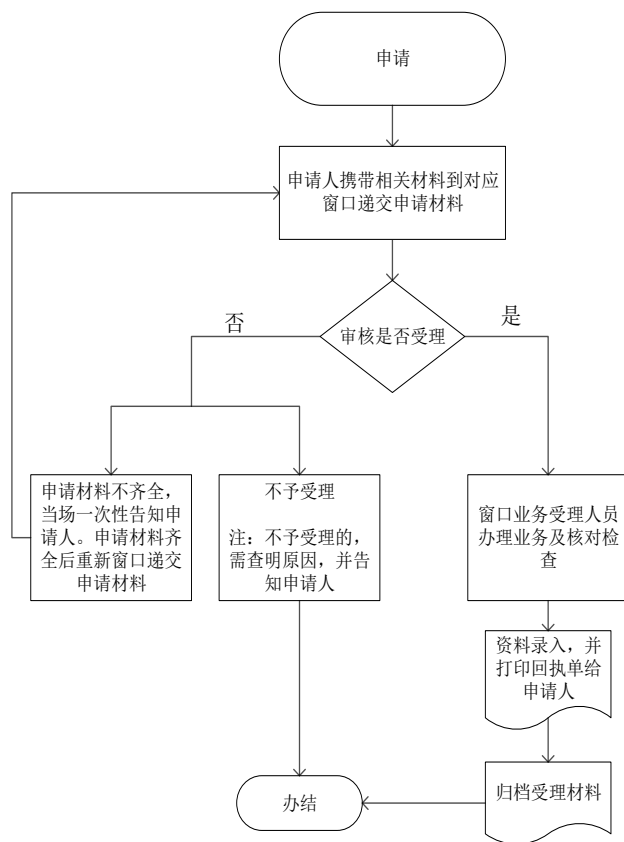 申请
申请人携带相关材料到对应
窗口递交申请材料
否
是
审核是否受理
申请材料不齐全，
当场一次性告知申
请人。申请材料齐
全后重新窗口递交
申请材料
不予受理
注：不予受理的，
需查明原因，并告
知申请人
窗口业务受理人员
办理业务及核对检
查
资料录入，并
打印回执单给
申请人
办结
归档受理材料